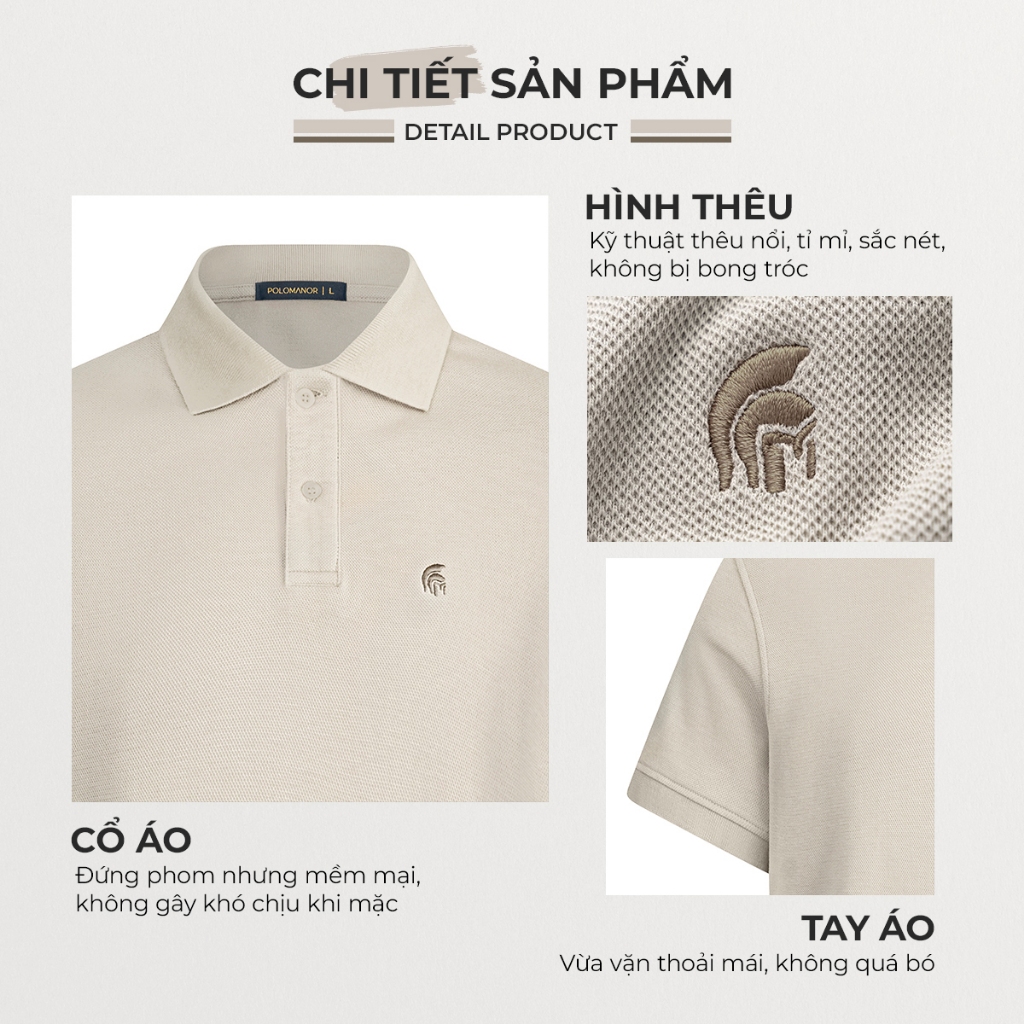 CHI TIẾT SẢN PHẨM
DETAIL PRODUCT
HÌNH THÊU
Kỹ thuật thêu nổi, tỉ mỉ, sắc nét,
không bị bong tróc
POLOMANOR | L
CỔ ÁO
Đứng phom nhưng mềm mại,
không gây khó chịu khi mặc
TAY ÁO
Vừa vặn thoải mái, không quá bó